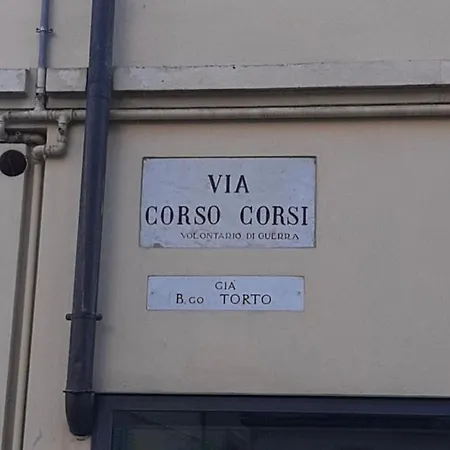 VIA
CORSO CORSI
VOLONTARIO DI GUERRA
GIÀ
B.GO TORTO